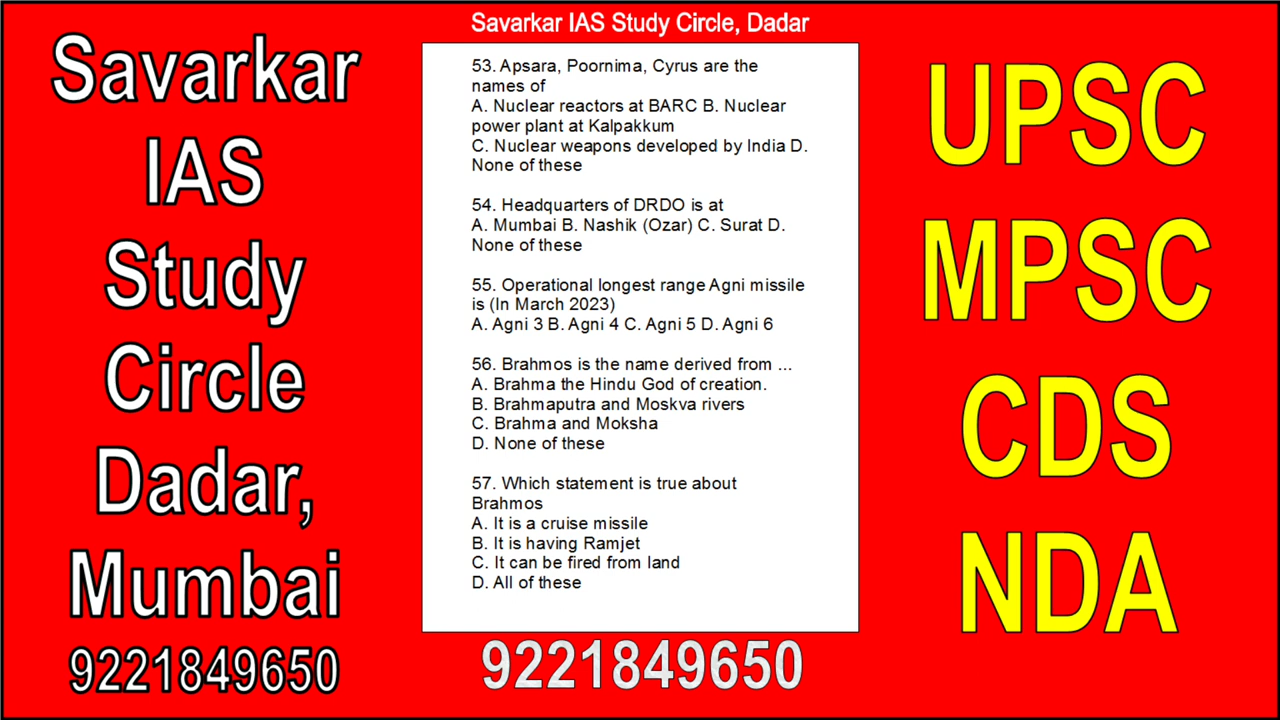 Savarkar
IAS
Study
Circle
Dadar,
Mumbai
9221849650
Savarkar IAS Study Circle, Dadar
53. Apsara, Poornima, Cyrus are the
names of
A. Nuclear reactors at BARC B. Nuclear
power plant at Kalpakkum
C. Nuclear weapons developed by India D.
None of these
54. Headquarters of DRDO is at
A. Mumbai B. Nashik (Ozar) C. Surat D.
None of these
55. Operational longest range Agni missile
is (In March 2023)
A. Agni 3 B. Agni 4 C. Agni 5 D. Agni 6
56. Brahmos is the name derived from ...
A. Brahma the Hindu God of creation.
B. Brahmaputra and Moskva rivers
C. Brahma and Moksha
D. None of these
57. Which statement is true about
Brahmos
A. It is a cruise missile
B. It is having Ramjet
C. It can be fired from land
D. All of these
9221849650
UPSC
MPSC
CDS
NDA